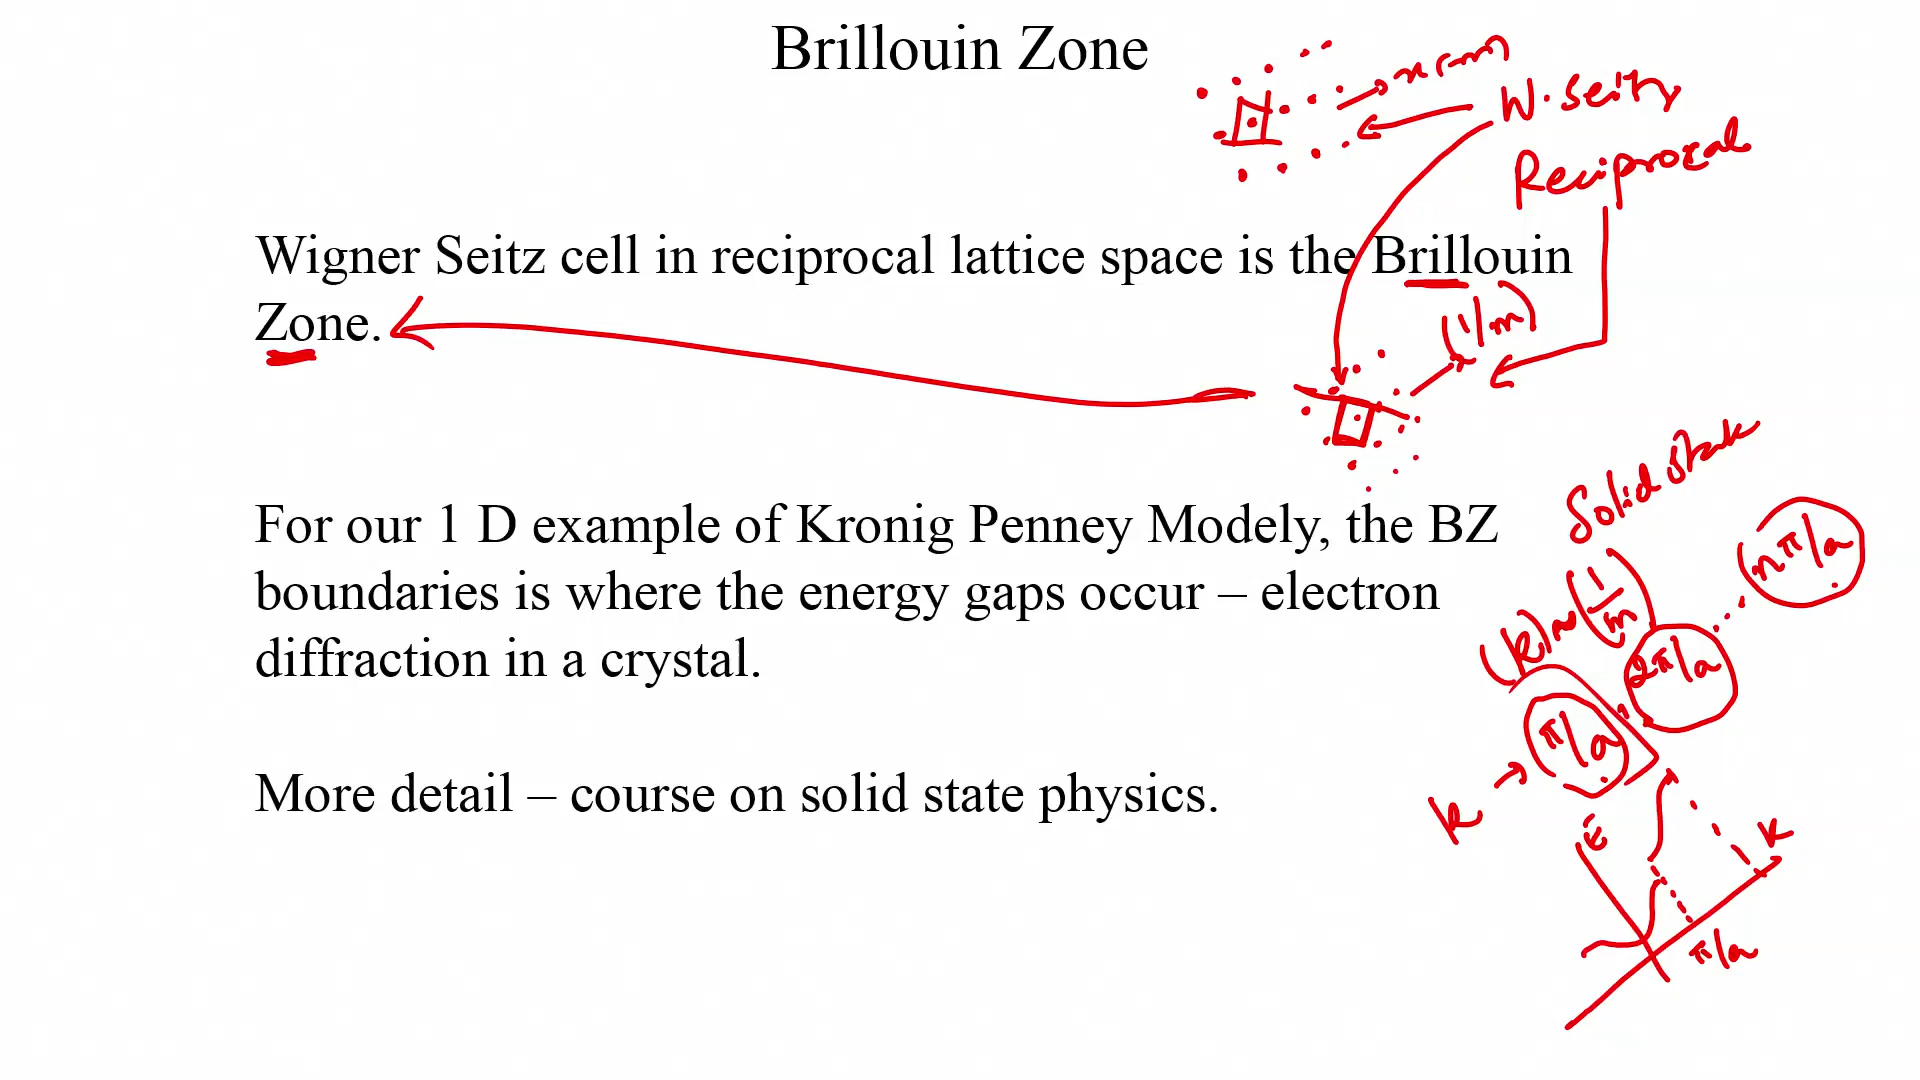 Brillouin Zone
x (m)
W. Seitz
Reciprocal
Wigner Seitz cell in reciprocal lattice space is the Brillouin
Zone.
(1/m)
Solid state
For our 1 D example of Kronig Penney Modely, the BZ
boundaries is where the energy gaps occur – electron
diffraction in a crystal.
nπ/a
(k) ~ (1/m)
2π/a
π/a
More detail – course on solid state physics.
k
E
k
π/a